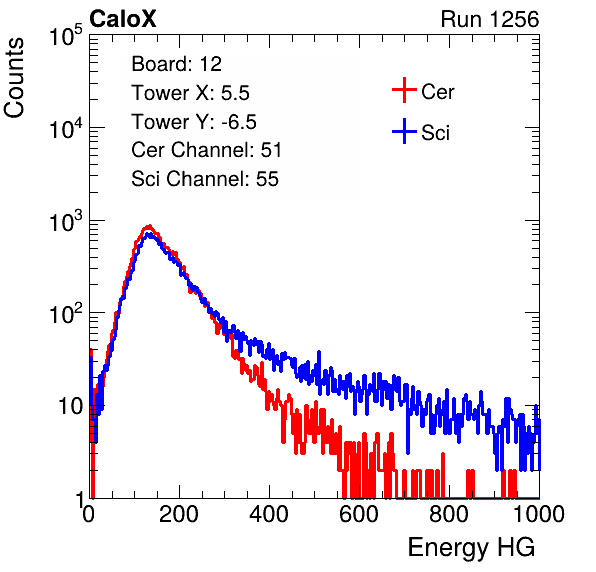 CaloX Run 1256
Counts
10^5
10^4
10^3
10^2
10
1
Board: 12
Tower X: 5.5
Tower Y: -6.5
Cer Channel: 51
Sci Channel: 55
Cer
Sci
0 200 400 600 800 1000
Energy HG